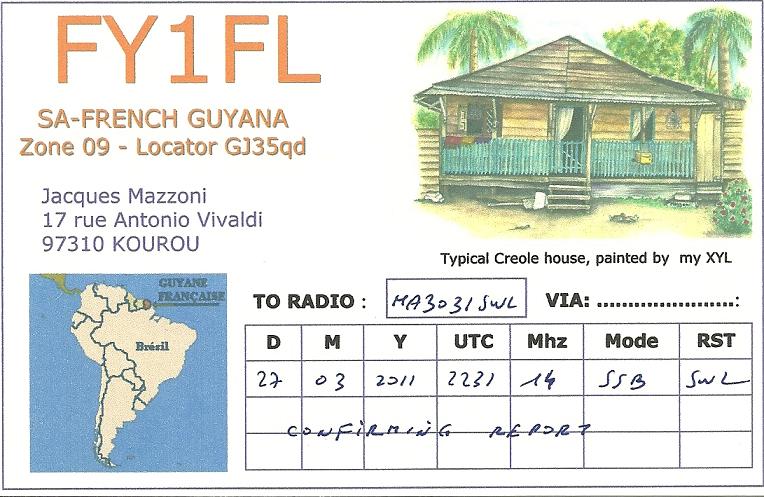 FY1FL
SA-FRENCH GUYANA
Zone 09 - Locator GJ35qd
Jacques Mazzoni
17 rue Antonio Vivaldi
97310 KOUROU
Typical Creole house, painted by my XYL
GUYANE
FRANÇAISE
Brésil
TO RADIO : MA3031SWL VIA: ........................:
D M Y UTC Mhz Mode RST
27 03 2011 2231 14 SSB SWL
CONFIRMING REPORT